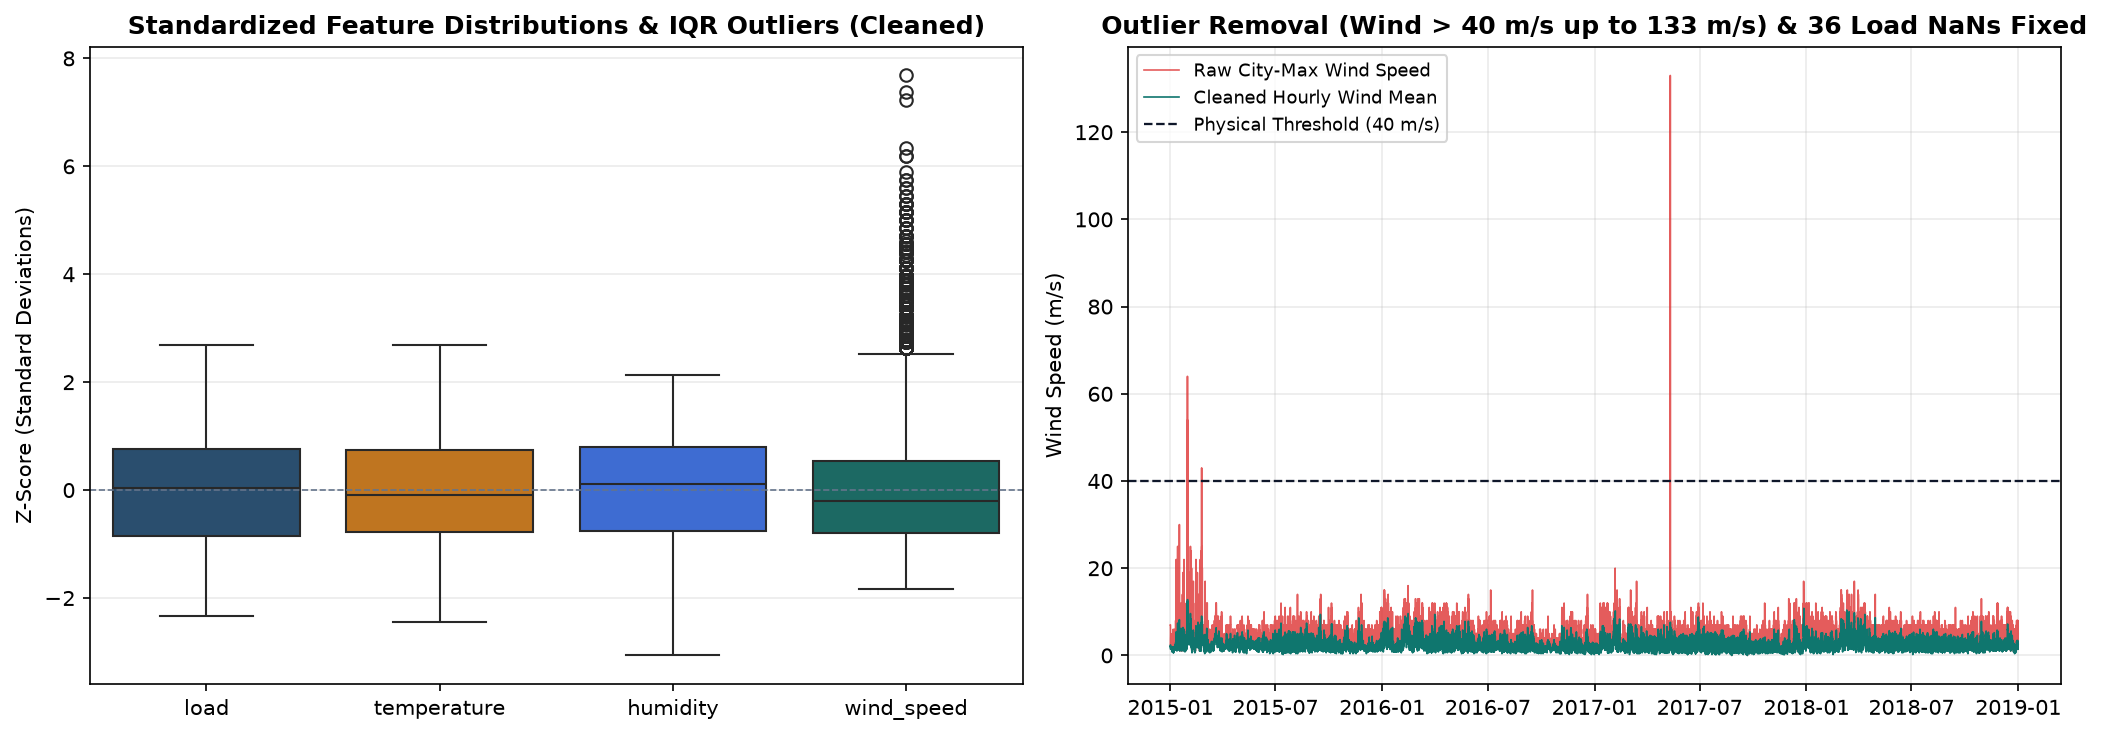 Standardized Feature Distributions & IQR Outliers (Cleaned)
Z-Score (Standard Deviations)
8
6
4
2
0
−2
load
temperature
humidity
wind_speed
Outlier Removal (Wind > 40 m/s up to 133 m/s) & 36 Load NaNs Fixed
Raw City-Max Wind Speed
Cleaned Hourly Wind Mean
Physical Threshold (40 m/s)
Wind Speed (m/s)
120
100
80
60
40
20
0
2015-01
2015-07
2016-01
2016-07
2017-01
2017-07
2018-01
2018-07
2019-01